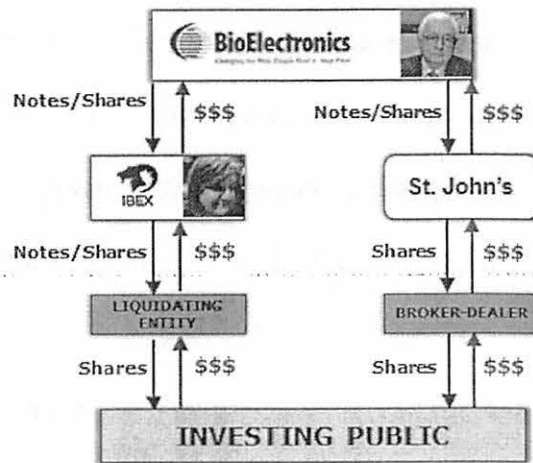 BioElectronics
Notes/Shares
$$$
Notes/Shares
$$$
IBEX
St. John's
Notes/Shares
$$$
Shares
$$$
LIQUIDATING
ENTITY
BROKER-DEALER
Shares
$$$
Shares
$$$
INVESTING PUBLIC